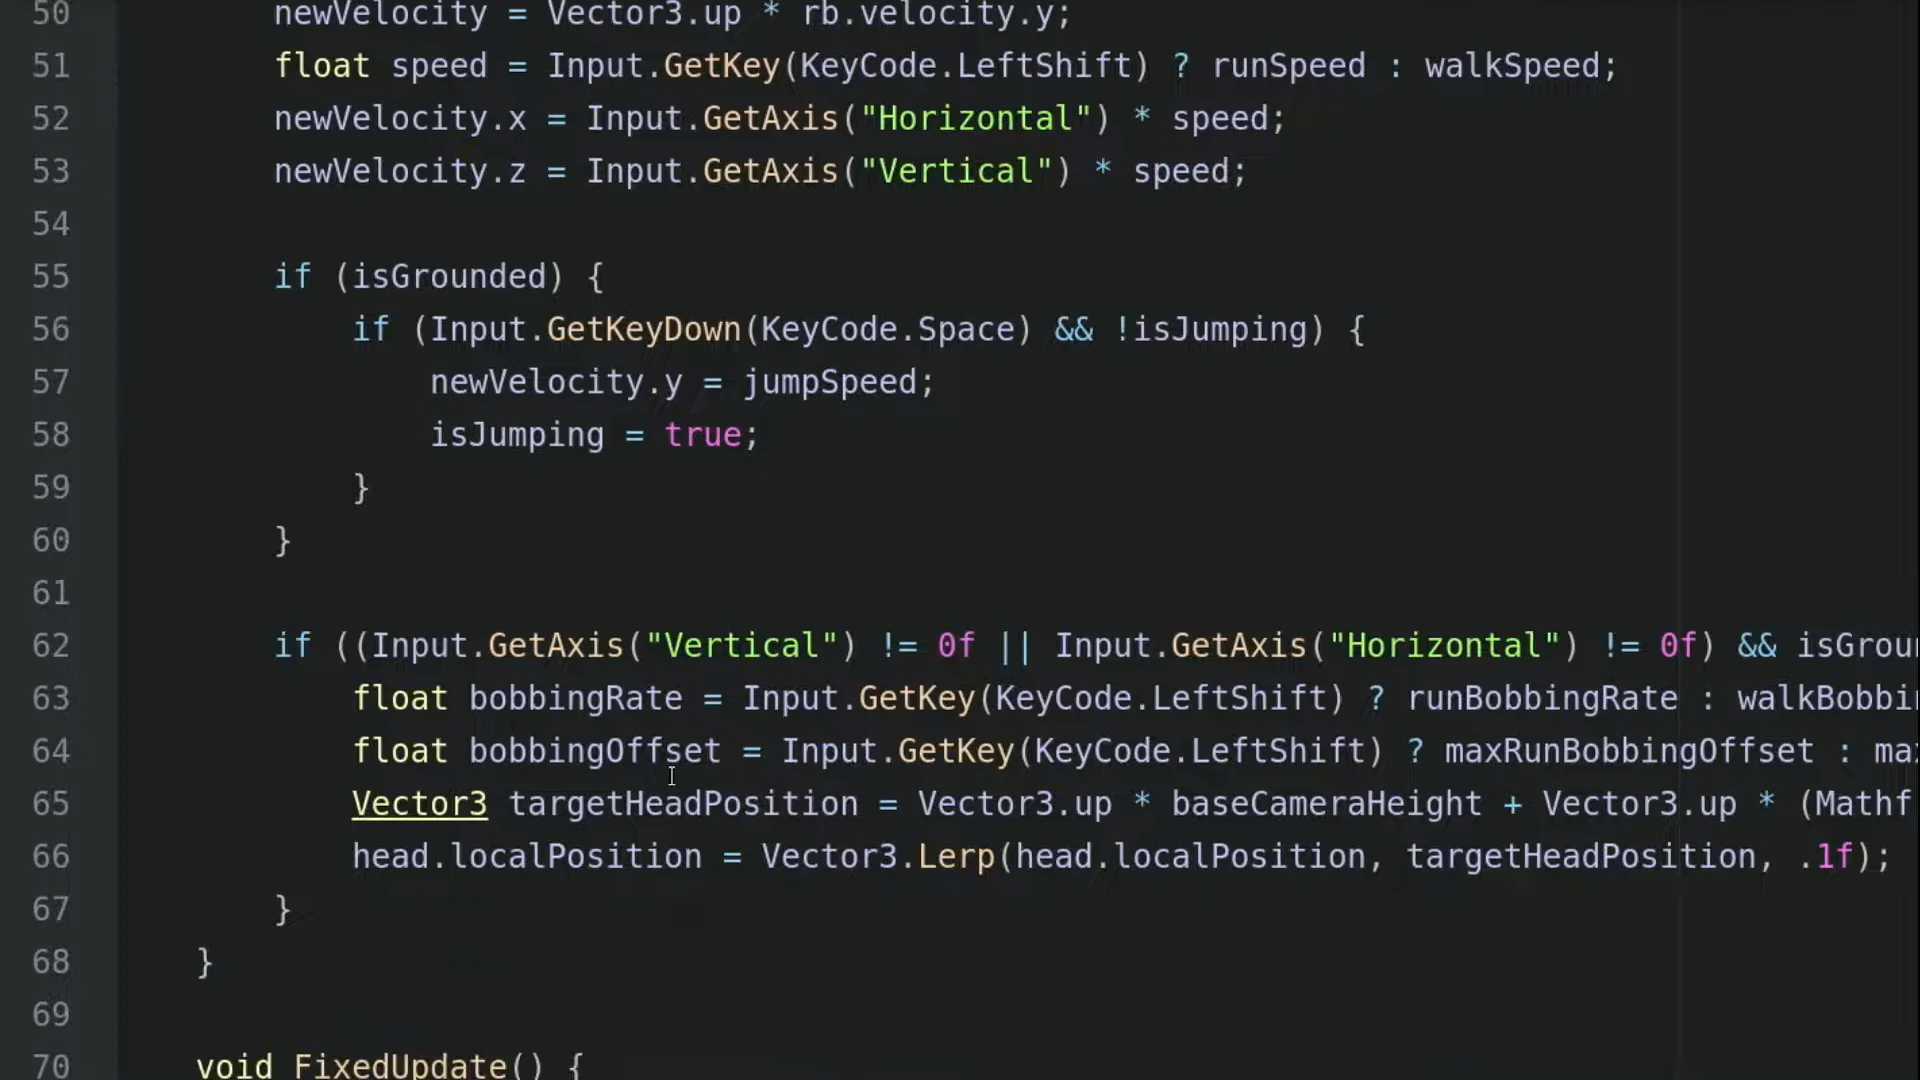 50 newVelocity = Vector3.up * rb.velocity.y;
51 float speed = Input.GetKey(KeyCode.LeftShift) ? runSpeed : walkSpeed;
52 newVelocity.x = Input.GetAxis("Horizontal") * speed;
53 newVelocity.z = Input.GetAxis("Vertical") * speed;
54
55 if (isGrounded) {
56 if (Input.GetKeyDown(KeyCode.Space) && !isJumping) {
57 newVelocity.y = jumpSpeed;
58 isJumping = true;
59 }
60 }
61
62 if ((Input.GetAxis("Vertical") != 0f || Input.GetAxis("Horizontal") != 0f) && isGroun
63 float bobbingRate = Input.GetKey(KeyCode.LeftShift) ? runBobbingRate : walkBobbi
64 float bobbingOffset = Input.GetKey(KeyCode.LeftShift) ? maxRunBobbingOffset : ma
65 Vector3 targetHeadPosition = Vector3.up * baseCameraHeight + Vector3.up * (Mathf
66 head.localPosition = Vector3.Lerp(head.localPosition, targetHeadPosition, .1f);
67 }
68 }
69
70 void FixedUpdate() {